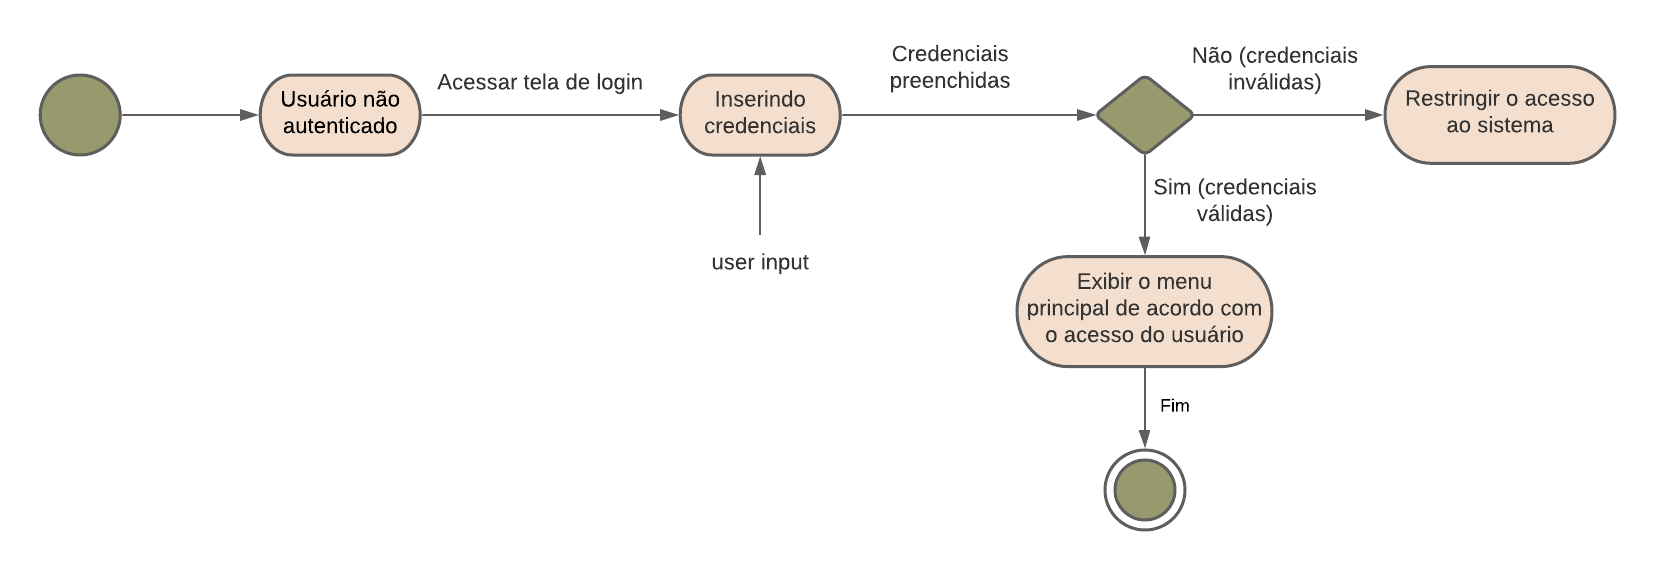 Usuário não
autenticado
Acessar tela de login
Inserindo
credenciais
user input
Credenciais
preenchidas
Não (credenciais
inválidas)
Restringir o acesso
ao sistema
Sim (credenciais
válidas)
Exibir o menu
principal de acordo com
o acesso do usuário
Fim